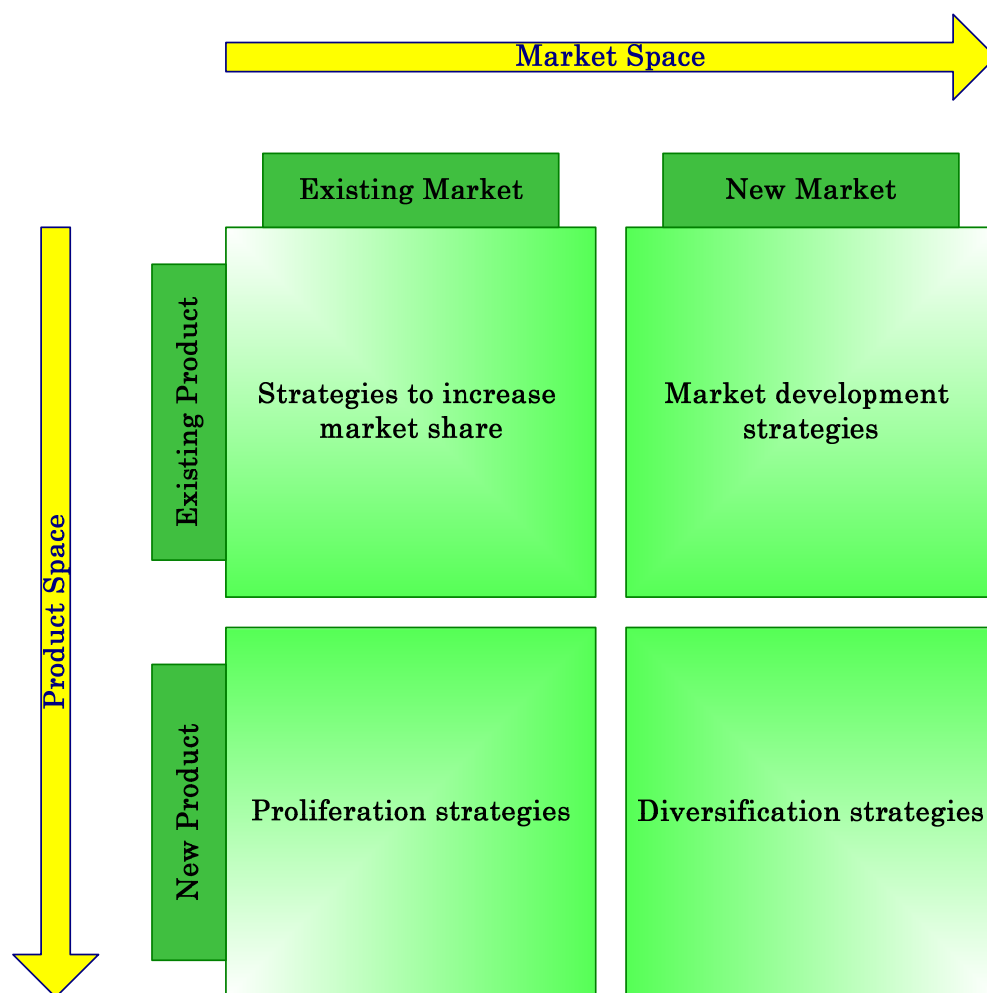 Market Space
Existing Market
New Market
Existing Product
Strategies to increase
market share
Market development
strategies
Product Space
New Product
Proliferation strategies
Diversification strategies